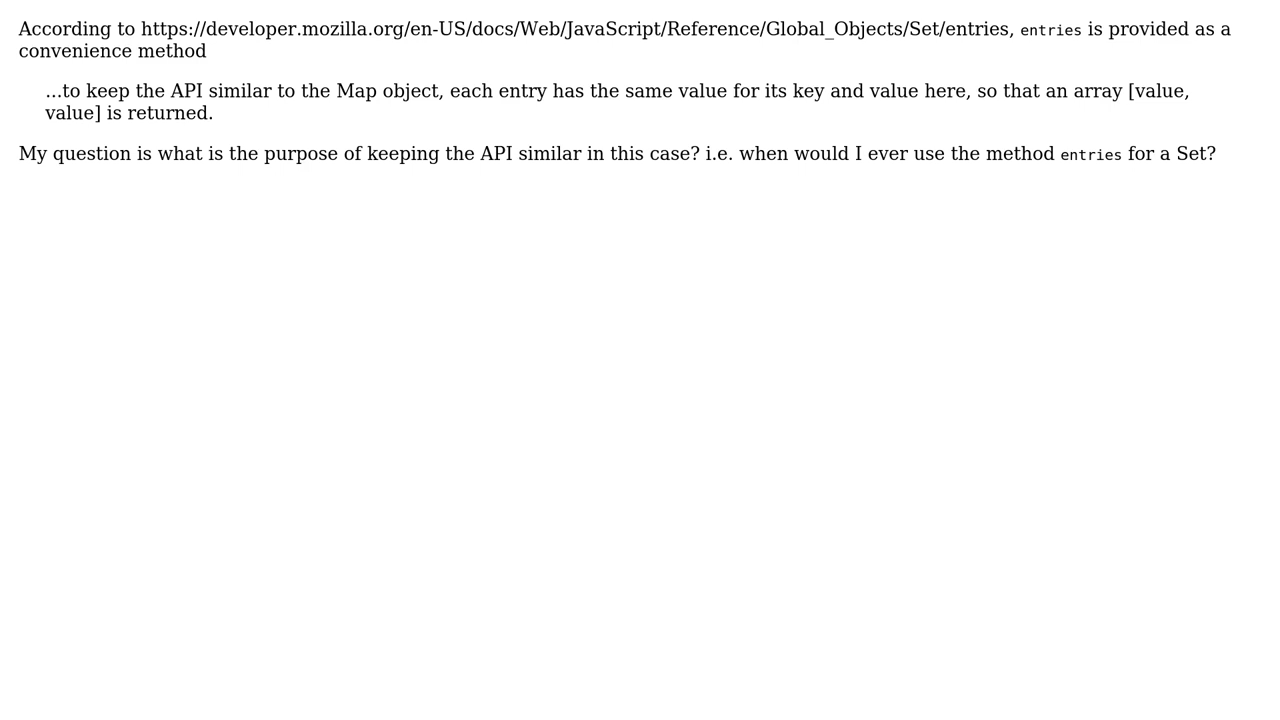 According to https://developer.mozilla.org/en-US/docs/Web/JavaScript/Reference/Global_Objects/Set/entries, entries is provided as a
convenience method
...to keep the API similar to the Map object, each entry has the same value for its key and value here, so that an array [value,
value] is returned.
My question is what is the purpose of keeping the API similar in this case? i.e. when would I ever use the method entries for a Set?